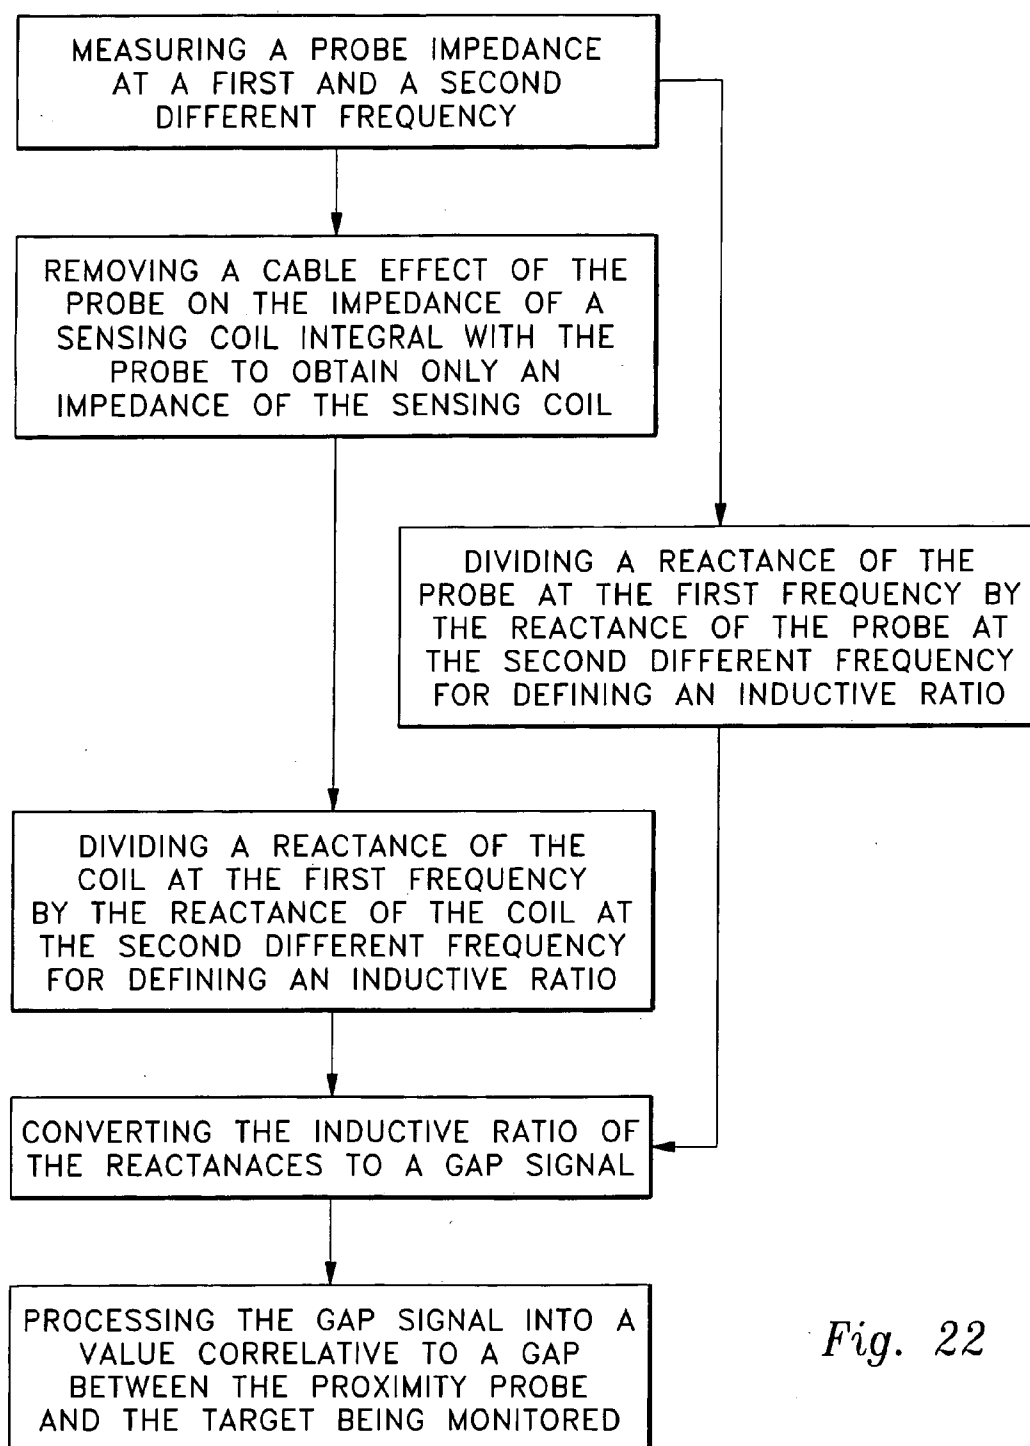 MEASURING A PROBE IMPEDANCE
AT A FIRST AND A SECOND
DIFFERENT FREQUENCY
REMOVING A CABLE EFFECT OF THE
PROBE ON THE IMPEDANCE OF A
SENSING COIL INTEGRAL WITH THE
PROBE TO OBTAIN ONLY AN
IMPEDANCE OF THE SENSING COIL
DIVIDING A REACTANCE OF THE
PROBE AT THE FIRST FREQUENCY BY
THE REACTANCE OF THE PROBE AT
THE SECOND DIFFERENT FREQUENCY
FOR DEFINING AN INDUCTIVE RATIO
DIVIDING A REACTANCE OF THE
COIL AT THE FIRST FREQUENCY
BY THE REACTANCE OF THE COIL AT
THE SECOND DIFFERENT FREQUENCY
FOR DEFINING AN INDUCTIVE RATIO
CONVERTING THE INDUCTIVE RATIO OF
THE REACTANACES TO A GAP SIGNAL
PROCESSING THE GAP SIGNAL INTO A
VALUE CORRELATIVE TO A GAP
BETWEEN THE PROXIMITY PROBE
AND THE TARGET BEING MONITORED
Fig. 22